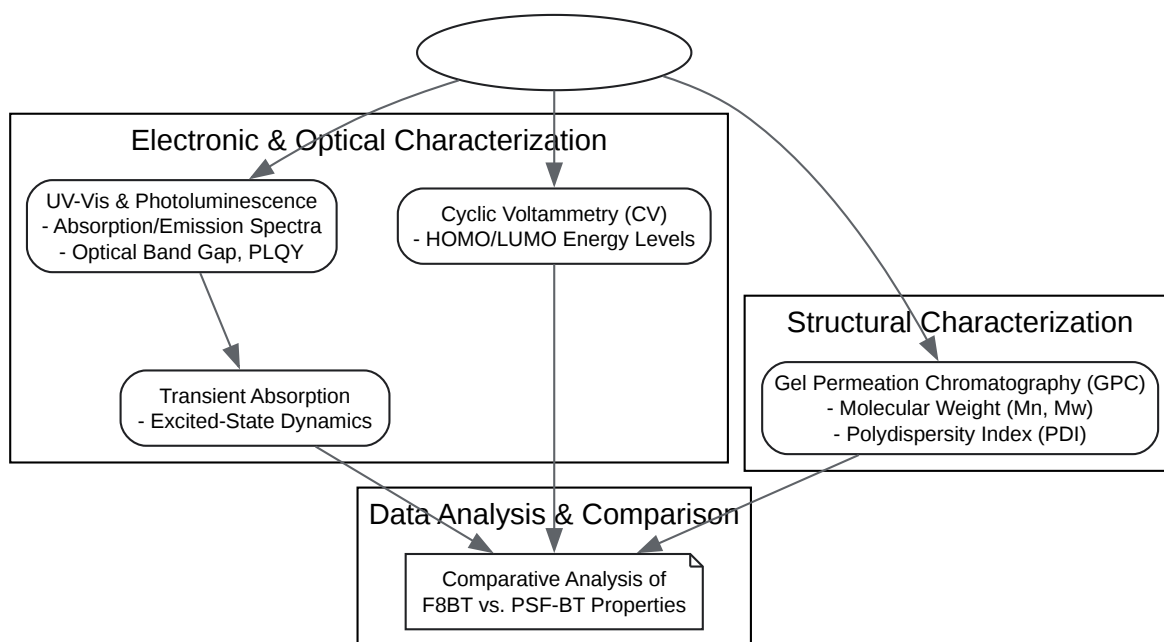 Electronic & Optical Characterization
UV-Vis & Photoluminescence
- Absorption/Emission Spectra
- Optical Band Gap, PLQY
Cyclic Voltammetry (CV)
- HOMO/LUMO Energy Levels
Transient Absorption
- Excited-State Dynamics
Structural Characterization
Gel Permeation Chromatography (GPC)
- Molecular Weight (Mn, Mw)
- Polydispersity Index (PDI)
Data Analysis & Comparison
Comparative Analysis of
F8BT vs. PSF-BT Properties